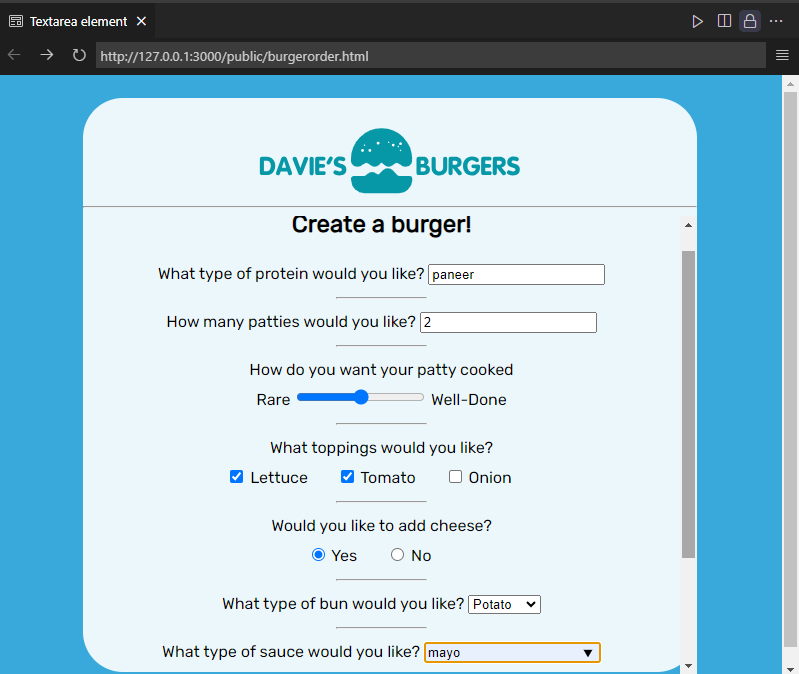 Textarea element
http://127.0.0.1:3000/public/burgerorder.html
DAVIE'S BURGERS
Create a burger!
What type of protein would you like? paneer
How many patties would you like? 2
How do you want your patty cooked
Rare Well-Done
What toppings would you like?
Lettuce Tomato Onion
Would you like to add cheese?
Yes No
What type of bun would you like? Potato
What type of sauce would you like? mayo